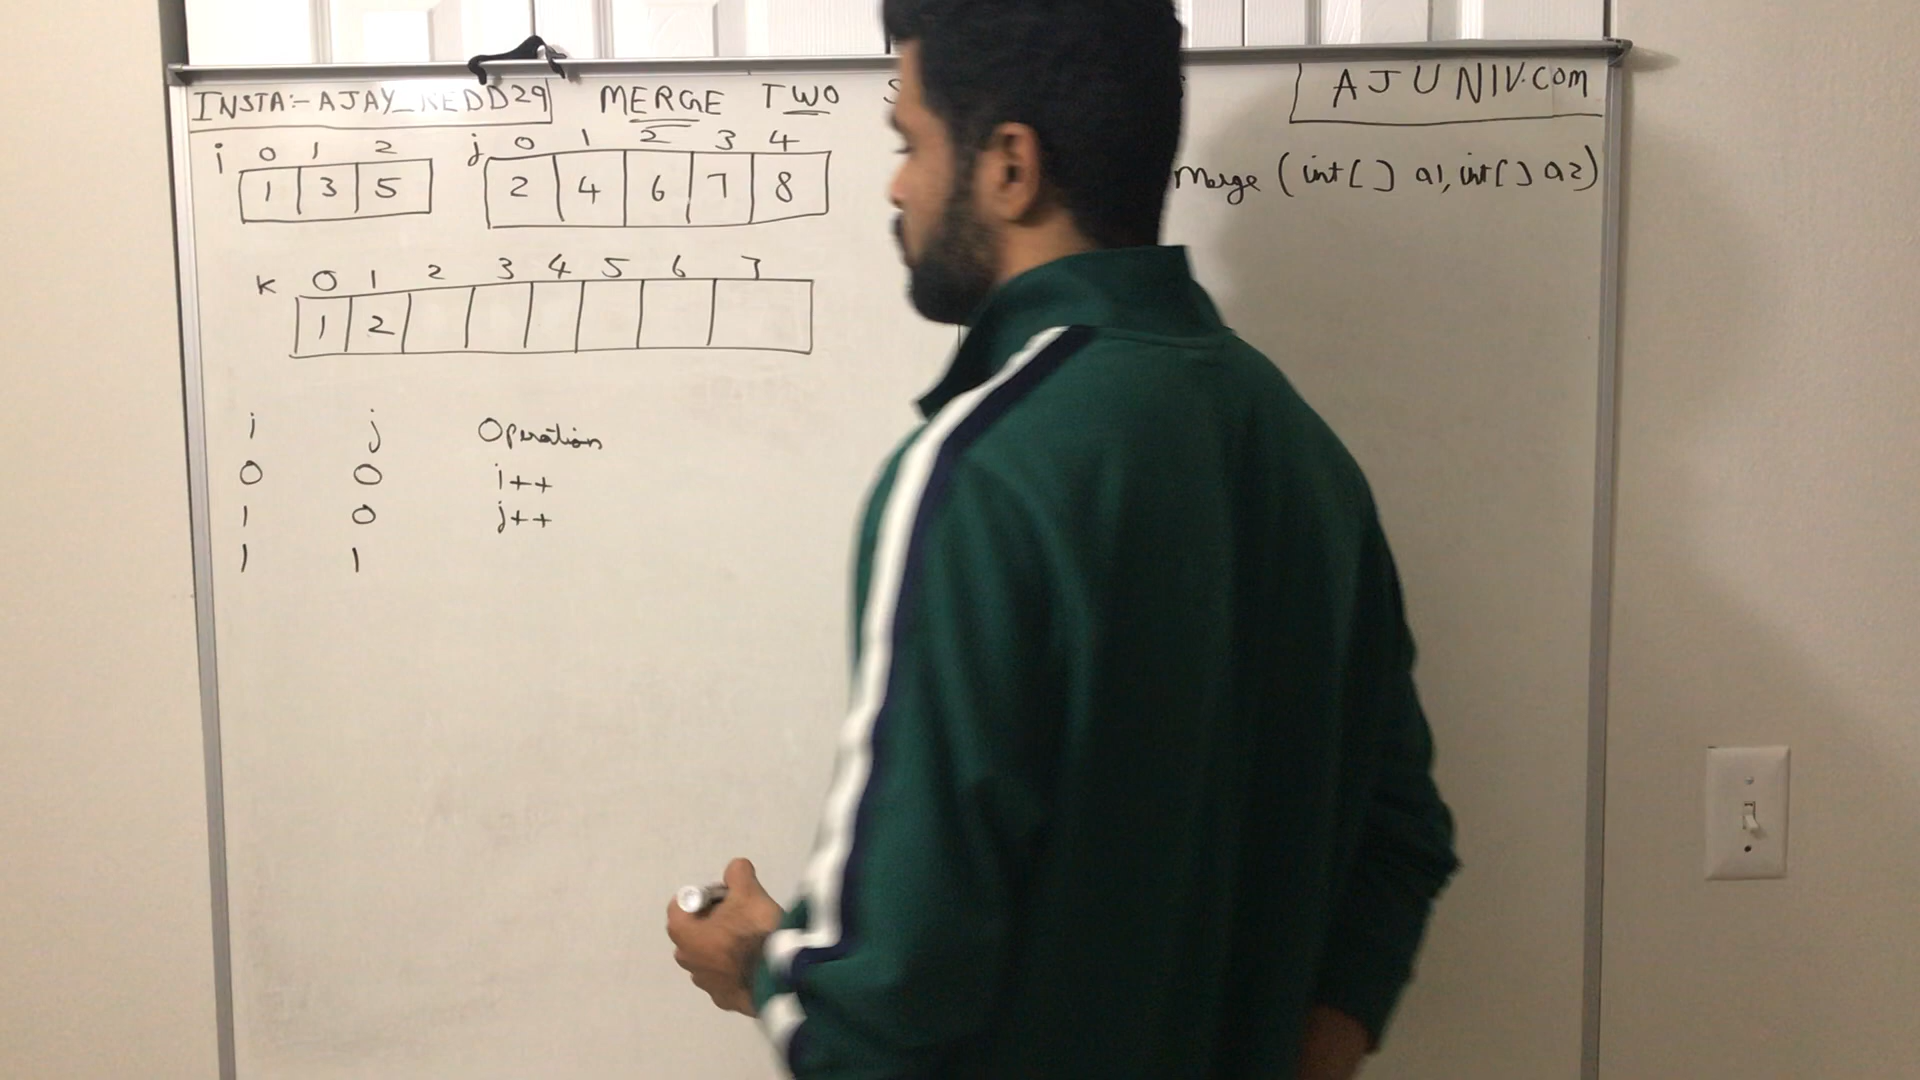 INSTA:- AJAY_REDD29
MERGE TWO S
AJUNIV.COM
i 0 1 2
1 3 5
j 0 1 2 3 4
2 4 6 7 8
Merge (int[] a1, int[] a2)
k 0 1 2 3 4 5 6 7
1 2
i j Operation
0 0 i++
1 0 j++
1 1